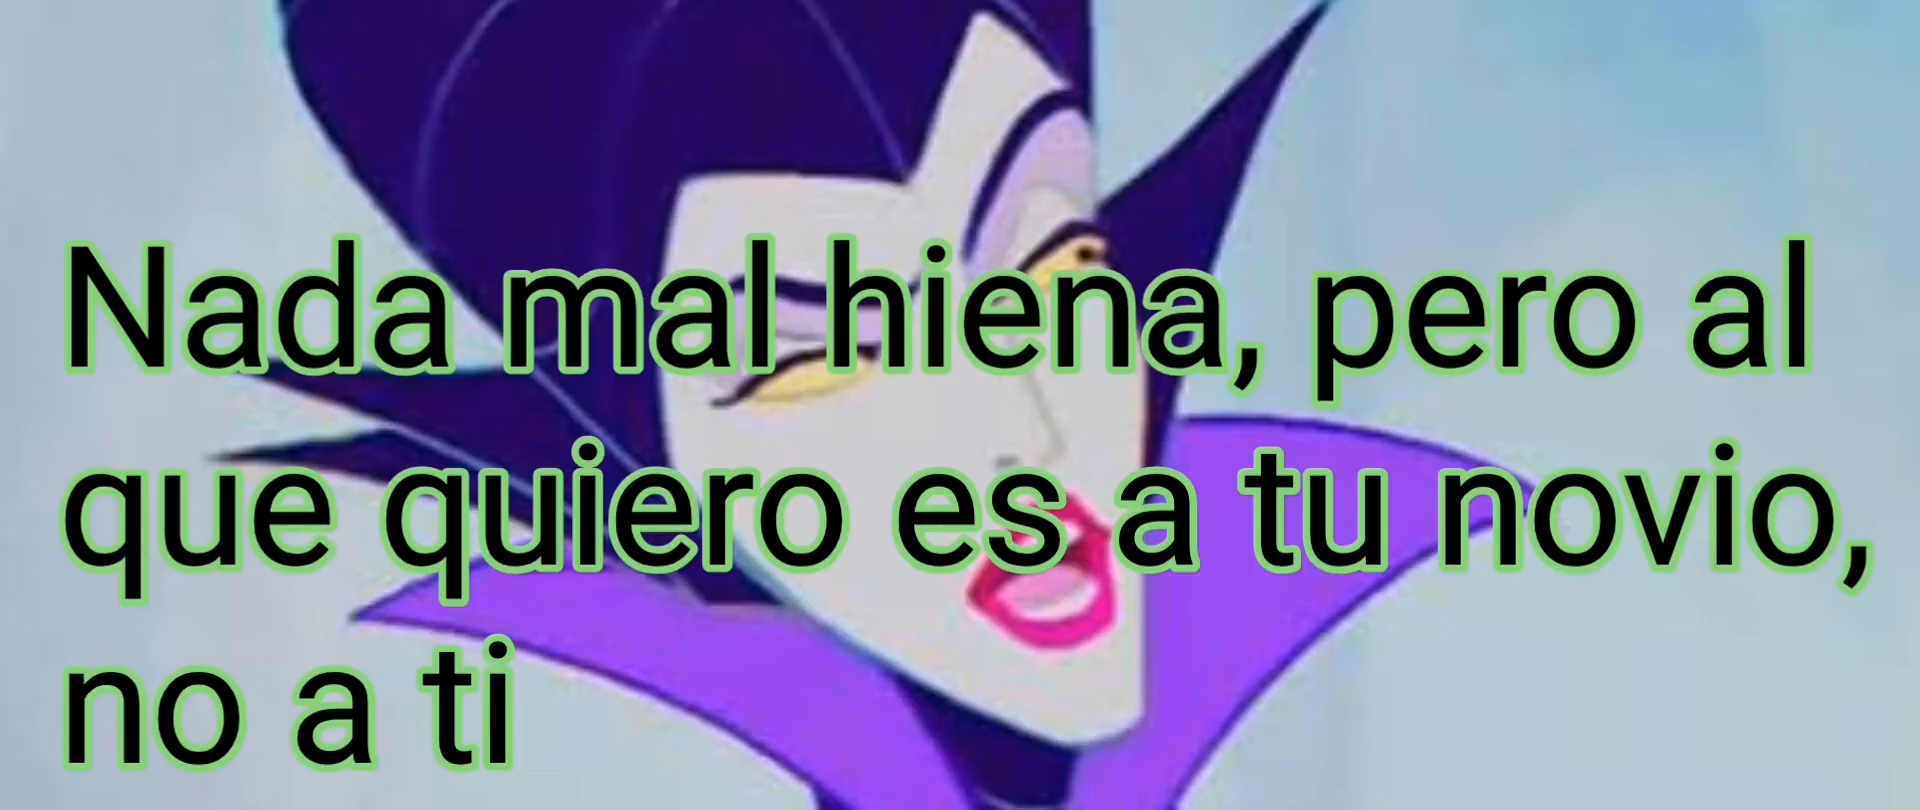 Nada mal hiena, pero al
que quiero es a tu novio,
no a ti